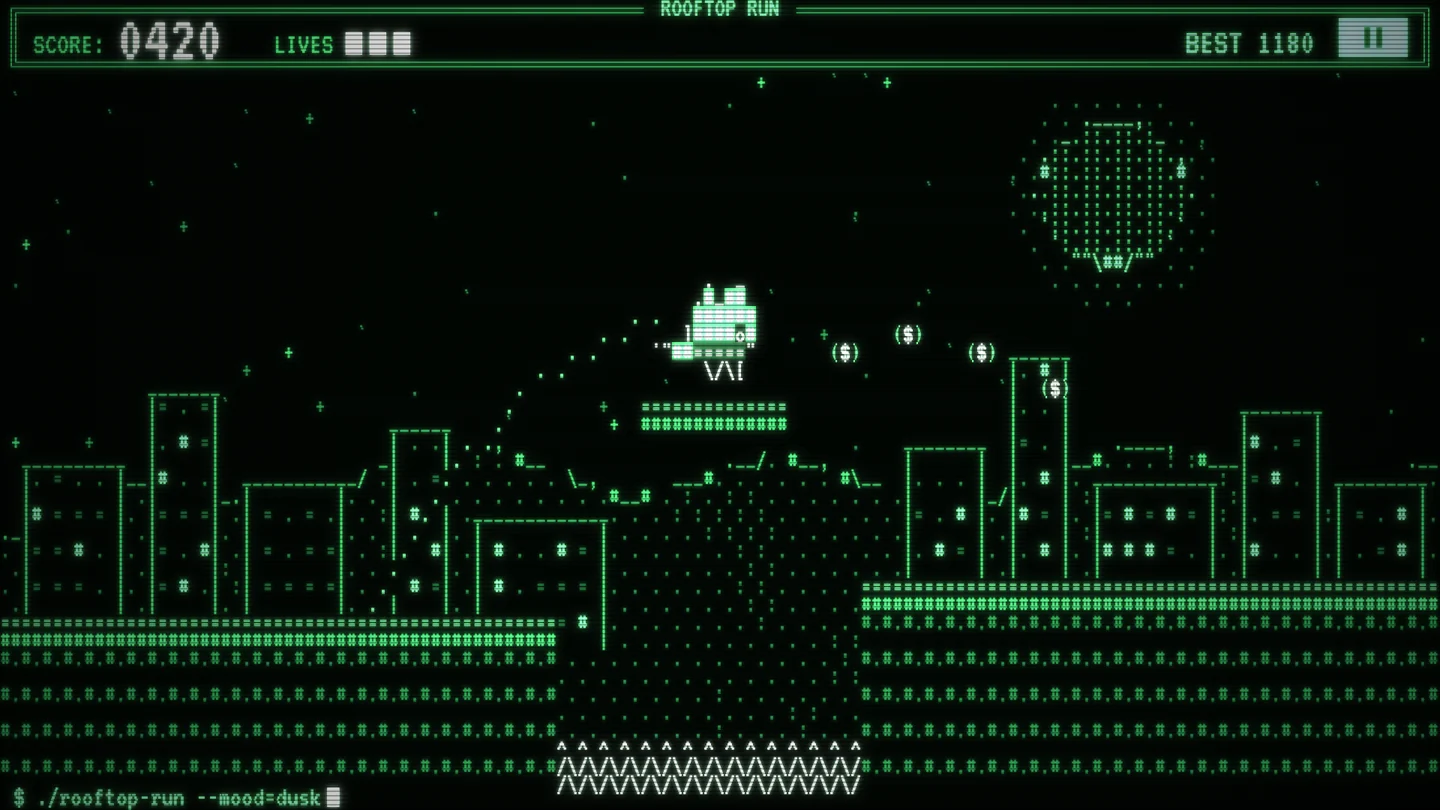 ROOFTOP RUN
SCORE: 0420 LIVES BEST 1180
($)
($) ($)
($)
$ ./rooftop-run --mood=dusk